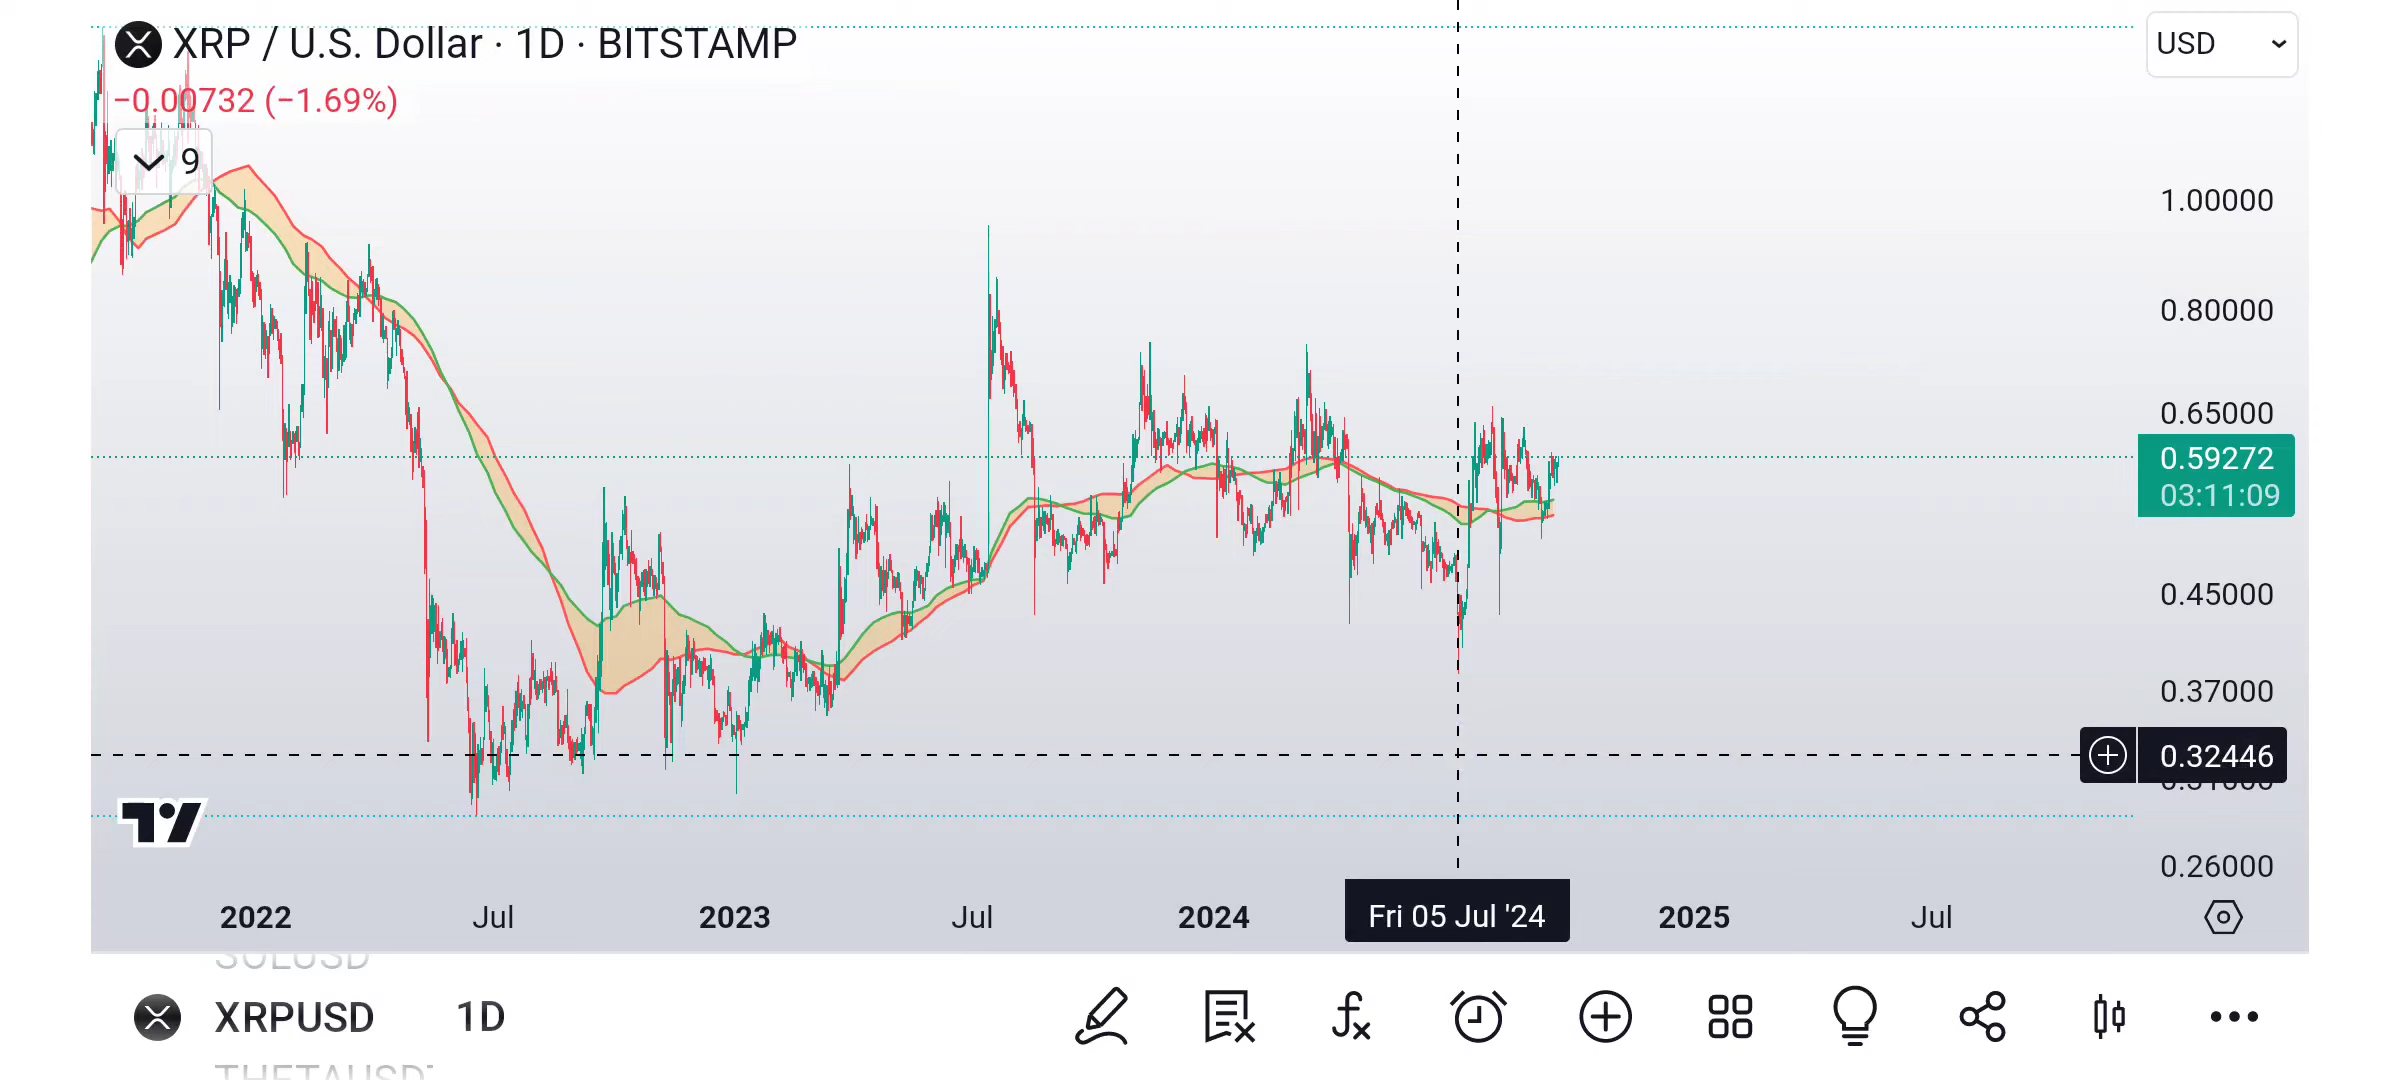 XRP / U.S. Dollar · 1D · BITSTAMP
USD
−0.00732 (−1.69%)
9
1.00000
0.80000
0.65000
0.59272
03:11:09
0.45000
0.37000
0.32446
0.26000
2022 Jul 2023 Jul 2024 Fri 05 Jul '24 2025 Jul
SOLUSD
XRPUSD 1D
THETAUSD